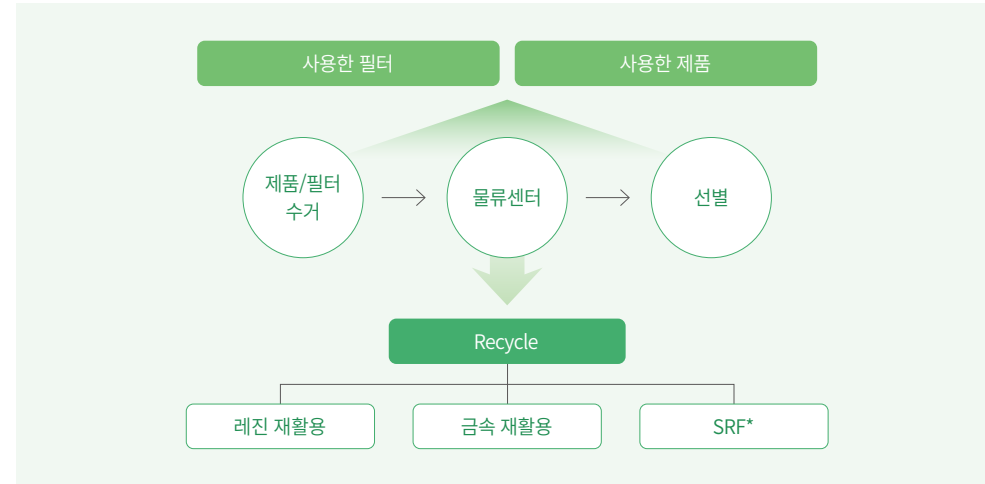 사용한 필터
사용한 제품
제품/필터
수거
물류센터
선별
Recycle
레진 재활용
금속 재활용
SRF*